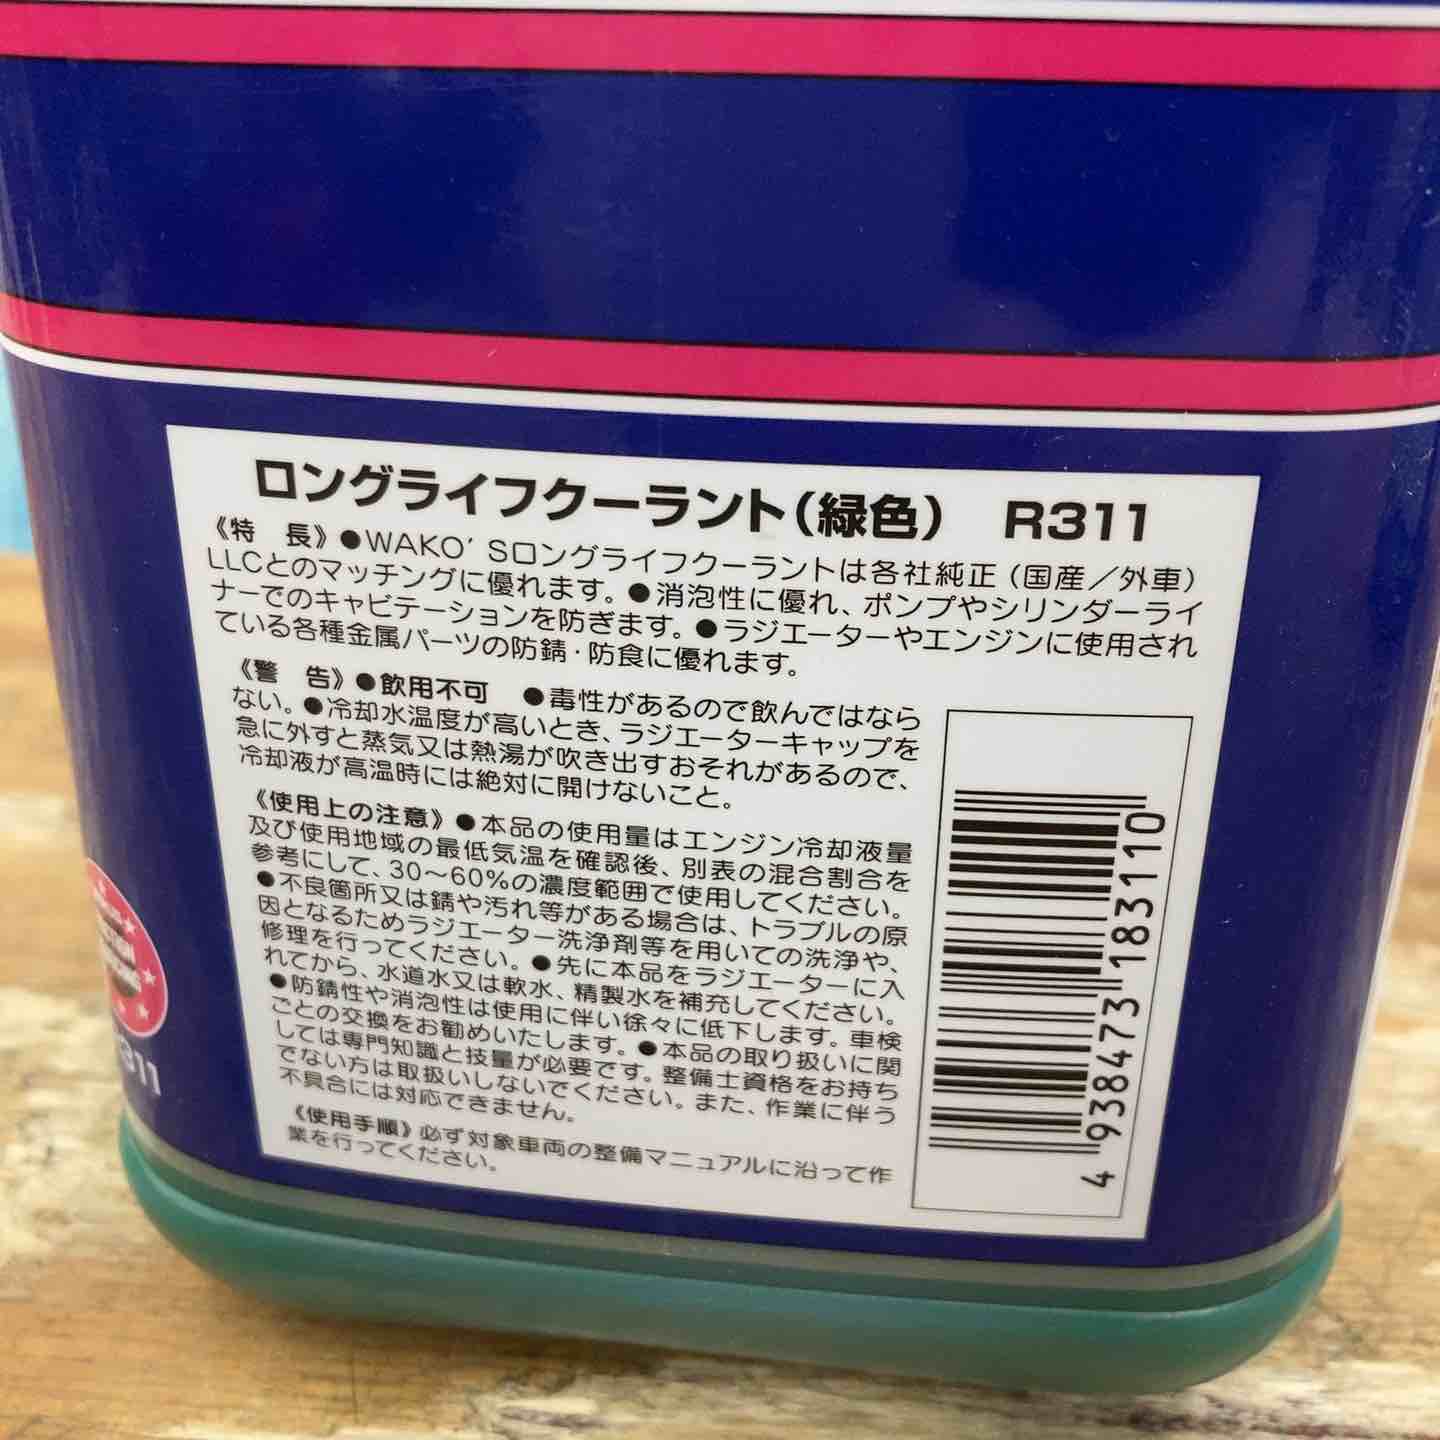 ロングライフクーラント(緑色) R311
《特 長》●WAKO'Sロングライフクーラントは各社純正(国産／外車)
LLCとのマッチングに優れます。●消泡性に優れ、ポンプやシリンダーライ
ナーでのキャビテーションを防ぎます。●ラジエーターやエンジンに使用され
ている各種金属パーツの防錆・防食に優れます。
《警 告》●飲用不可 ●毒性があるので飲んではなら
ない。●冷却水温度が高いとき、ラジエーターキャップを
急に外すと蒸気又は熱湯が吹き出すおそれがあるので、
冷却液が高温時には絶対に開けないこと。
《使用上の注意》●本品の使用量はエンジン冷却液量
及び使用地域の最低気温を確認後、別表の混合割合を
参考にして、30～60%の濃度範囲で使用してください。
●不良箇所又は錆や汚れ等がある場合は、トラブルの原
因となるためラジエーター洗浄剤等を用いての洗浄や、
修理を行ってください。●先に本品をラジエーターに入
れてから、水道水又は軟水、精製水を補充してください。
●防錆性や消泡性は使用に伴い徐々に低下します。車検
ごとの交換をお勧めいたします。●本品の取り扱いに関
しては専門知識と技量が必要です。整備士資格をお持ち
でない方は取扱いしないでください。また、作業に伴う
不具合には対応できません。
《使用手順》必ず対象車両の整備マニュアルに沿って作
業を行ってください。
4938473183110
311